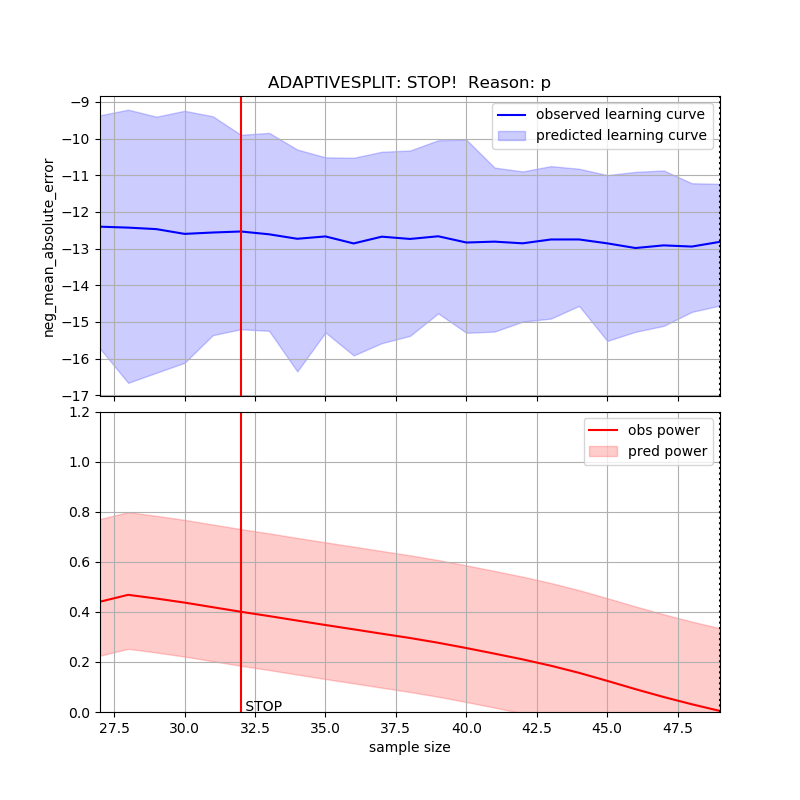 ADAPTIVESPLIT: STOP!  Reason: p
observed learning curve
predicted learning curve
neg_mean_absolute_error
−9
−10
−11
−12
−13
−14
−15
−16
−17
obs power
pred power
1.2
1.0
0.8
0.6
0.4
0.2
0.0
STOP
27.5 30.0 32.5 35.0 37.5 40.0 42.5 45.0 47.5
sample size